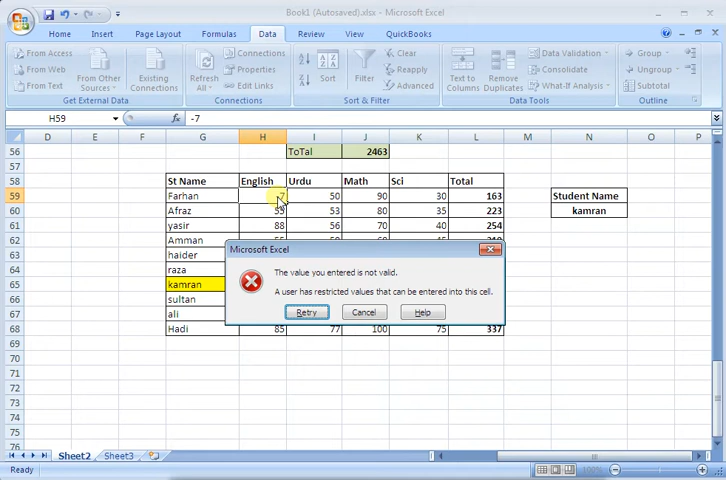 Book1 (Autosaved).xlsx - Microsoft Excel
Home Insert Page Layout Formulas Data Review View QuickBooks
From Access
From Web
From Text
From Other Sources
Existing Connections
Get External Data
Refresh All
Connections
Properties
Edit Links
Connections
Sort
Filter
Clear
Reapply
Advanced
Sort & Filter
Text to Columns
Remove Duplicates
Data Validation
Consolidate
What-If Analysis
Data Tools
Group
Ungroup
Subtotal
Outline
H59 fx -7
D E F G H I J K L M N O P
56 ToTal 2463
58 St Name English Urdu Math Sci Total
59 Farhan -7 50 90 30 163 Student Name
60 Afraz 55 53 80 35 223 kamran
61 yasir 88 56 70 40 254
62 Amman
63 haider
64 raza
65 kamran
66 sultan
67 ali
68 Hadi 85 77 100 75 337
69
70
71
72
73
74
75
76
Microsoft Excel
The value you entered is not valid.
A user has restricted values that can be entered into this cell.
Retry Cancel Help
Sheet2 Sheet3
Ready 100%